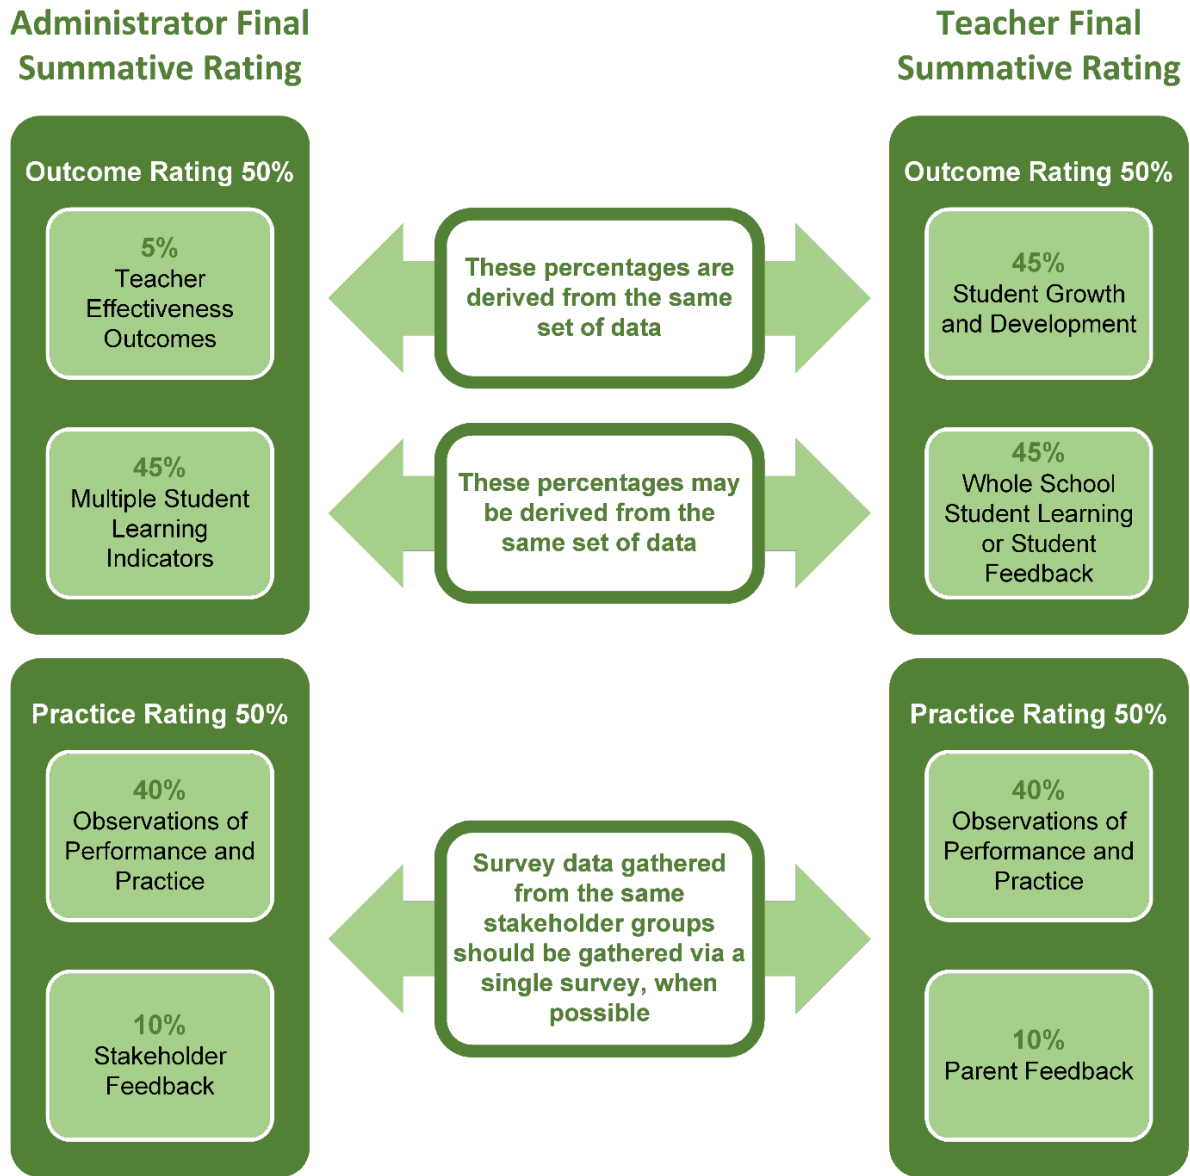 Administrator Final
Summative Rating
Outcome Rating 50%
5%
Teacher
Effectiveness
Outcomes
45%
Multiple Student
Learning
Indicators
Practice Rating 50%
40%
Observations of
Performance and
Practice
10%
Stakeholder
Feedback
These percentages are
derived from the same
set of data
These percentages may
be derived from the
same set of data
Survey data gathered
from the same
stakeholder groups
should be gathered via a
single survey, when
possible
Teacher Final
Summative Rating
Outcome Rating 50%
45%
Student Growth
and Development
45%
Whole School
Student Learning
or Student
Feedback
Practice Rating 50%
40%
Observations of
Performance and
Practice
10%
Parent Feedback